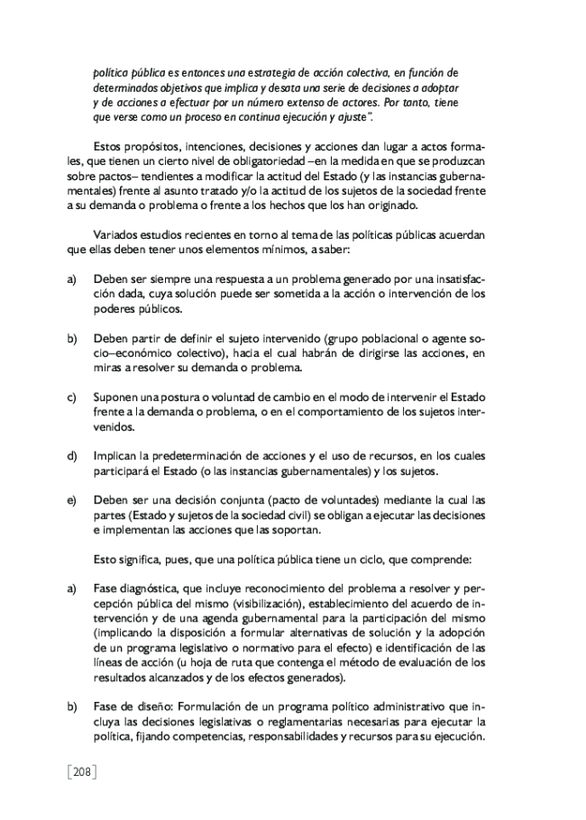 política pública es entonces una estrategia de acción colectiva, en función de
determinados objetivos que implica y desata una serie de decisiones a adoptar
y de acciones a efectuar por un número extenso de actores. Por tanto, tiene
que verse como un proceso en continua ejecución y ajuste”.
Estos propósitos, intenciones, decisiones y acciones dan lugar a actos forma-
les, que tienen un cierto nivel de obligatoriedad –en la medida en que se produzcan
sobre pactos– tendientes a modificar la actitud del Estado (y las instancias guberna-
mentales) frente al asunto tratado y/o la actitud de los sujetos de la sociedad frente
a su demanda o problema o frente a los hechos que los han originado.
Variados estudios recientes en torno al tema de las políticas públicas acuerdan
que ellas deben tener unos elementos mínimos, a saber:
a) Deben ser siempre una respuesta a un problema generado por una insatisfac-
ción dada, cuya solución puede ser sometida a la acción o intervención de los
poderes públicos.
b) Deben partir de definir el sujeto intervenido (grupo poblacional o agente so-
cio–económico colectivo), hacia el cual habrán de dirigirse las acciones, en
miras a resolver su demanda o problema.
c) Suponen una postura o voluntad de cambio en el modo de intervenir el Estado
frente a la demanda o problema, o en el comportamiento de los sujetos inter-
venidos.
d) Implican la predeterminación de acciones y el uso de recursos, en los cuales
participará el Estado (o las instancias gubernamentales) y los sujetos.
e) Deben ser una decisión conjunta (pacto de voluntades) mediante la cual las
partes (Estado y sujetos de la sociedad civil) se obligan a ejecutar las decisiones
e implementan las acciones que las soportan.
Esto significa, pues, que una política pública tiene un ciclo, que comprende:
a) Fase diagnóstica, que incluye reconocimiento del problema a resolver y per-
cepción pública del mismo (visibilización), establecimiento del acuerdo de in-
tervención y de una agenda gubernamental para la participación del mismo
(implicando la disposición a formular alternativas de solución y la adopción
de un programa legislativo o normativo para el efecto) e identificación de las
líneas de acción (u hoja de ruta que contenga el método de evaluación de los
resultados alcanzados y de los efectos generados).
b) Fase de diseño: Formulación de un programa político administrativo que in-
cluya las decisiones legislativas o reglamentarias necesarias para ejecutar la
política, fijando competencias, responsabilidades y recursos para su ejecución.
[208]